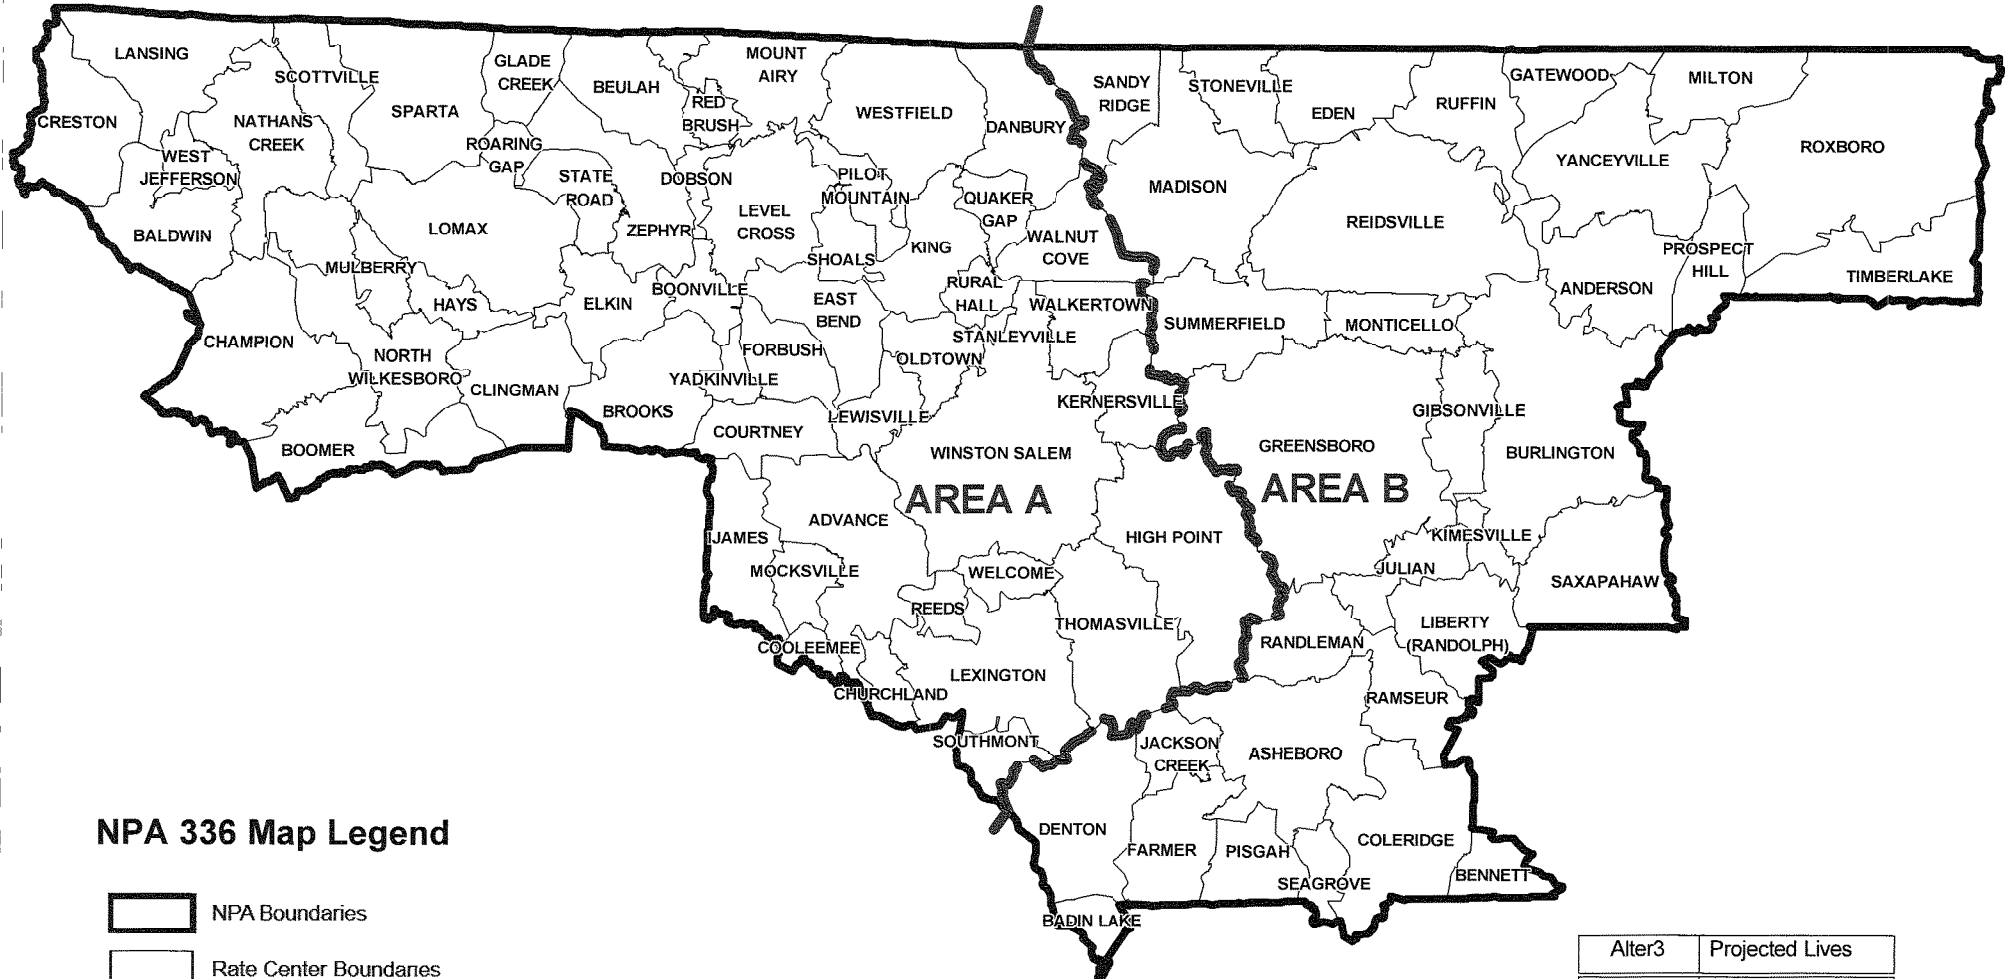 LANSING
CRESTON
SCOTTVILLE
NATHANS
CREEK
WEST
JEFFERSON
BALDWIN
SPARTA
GLADE
CREEK
ROARING
GAP
BEULAH
RED
BRUSH
MOUNT
AIRY
WESTFIELD
DANBURY
STATE
ROAD
DOBSON
ZEPHYR
LEVEL
CROSS
PILOT
MOUNTAIN
SHOALS
KING
QUAKER
GAP
WALNUT
COVE
LOMAX
MULBERRY
HAYS
CHAMPION
NORTH
WILKESBORO
CLINGMAN
BOOMER
ELKIN
BOONVILLE
EAST
BEND
FORBUSH
YADKINVILLE
BROOKS
COURTNEY
RURAL
HALL
WALKERTOWN
STANLEYVILLE
OLDTOWN
LEWISVILLE
KERNERSVILLE
WINSTON SALEM
AREA A
ADVANCE
IJAMES
MOCKSVILLE
COOLEEMEE
WELCOME
REEDS
HIGH POINT
THOMASVILLE
LEXINGTON
CHURCHLAND
SOUTHMONT
SANDY
RIDGE
STONEVILLE
EDEN
RUFFIN
GATEWOOD
MILTON
YANCEYVILLE
ROXBORO
MADISON
REIDSVILLE
PROSPECT
HILL
TIMBERLAKE
ANDERSON
SUMMERFIELD
MONTICELLO
GIBSONVILLE
GREENSBORO
BURLINGTON
AREA B
KIMESVILLE
JULIAN
SAXAPAHAW
LIBERTY
(RANDOLPH)
RANDLEMAN
RAMSEUR
JACKSON
CREEK
ASHEBORO
DENTON
FARMER
PISGAH
COLERIDGE
SEAGROVE
BENNETT
BADIN LAKE
NPA 336 Map Legend
NPA Boundaries
Rate Center Boundaries
Alter3 Projected Lives